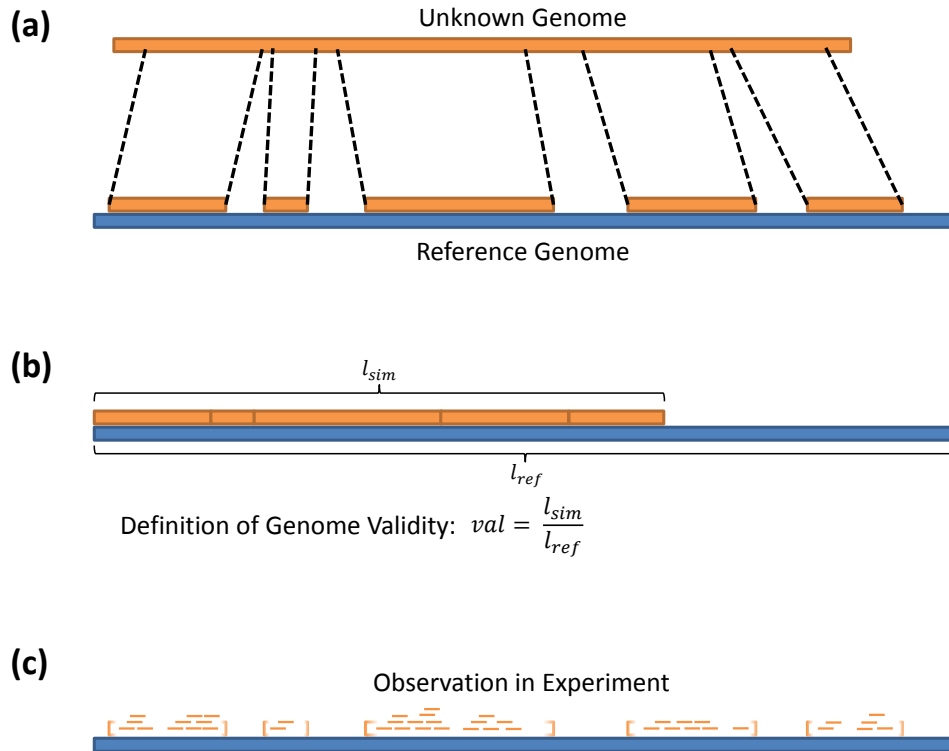 (a)
Unknown Genome
Reference Genome
(b)
l_sim
l_ref
Definition of Genome Validity: val = l_sim / l_ref
(c)
Observation in Experiment